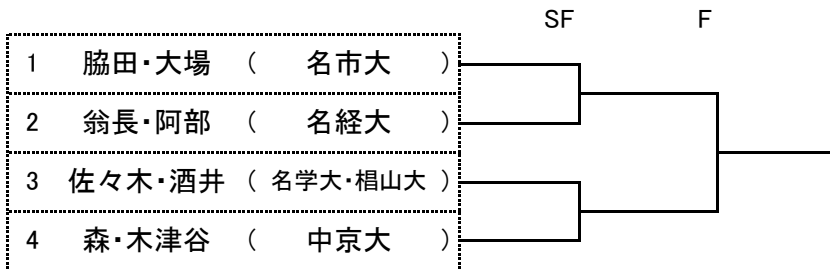 SF F
1 脇田・大場 ( 名市大 )
2 翁長・阿部 ( 名経大 )
3 佐々木・酒井 ( 名学大・椙山大 )
4 森・木津谷 ( 中京大 )